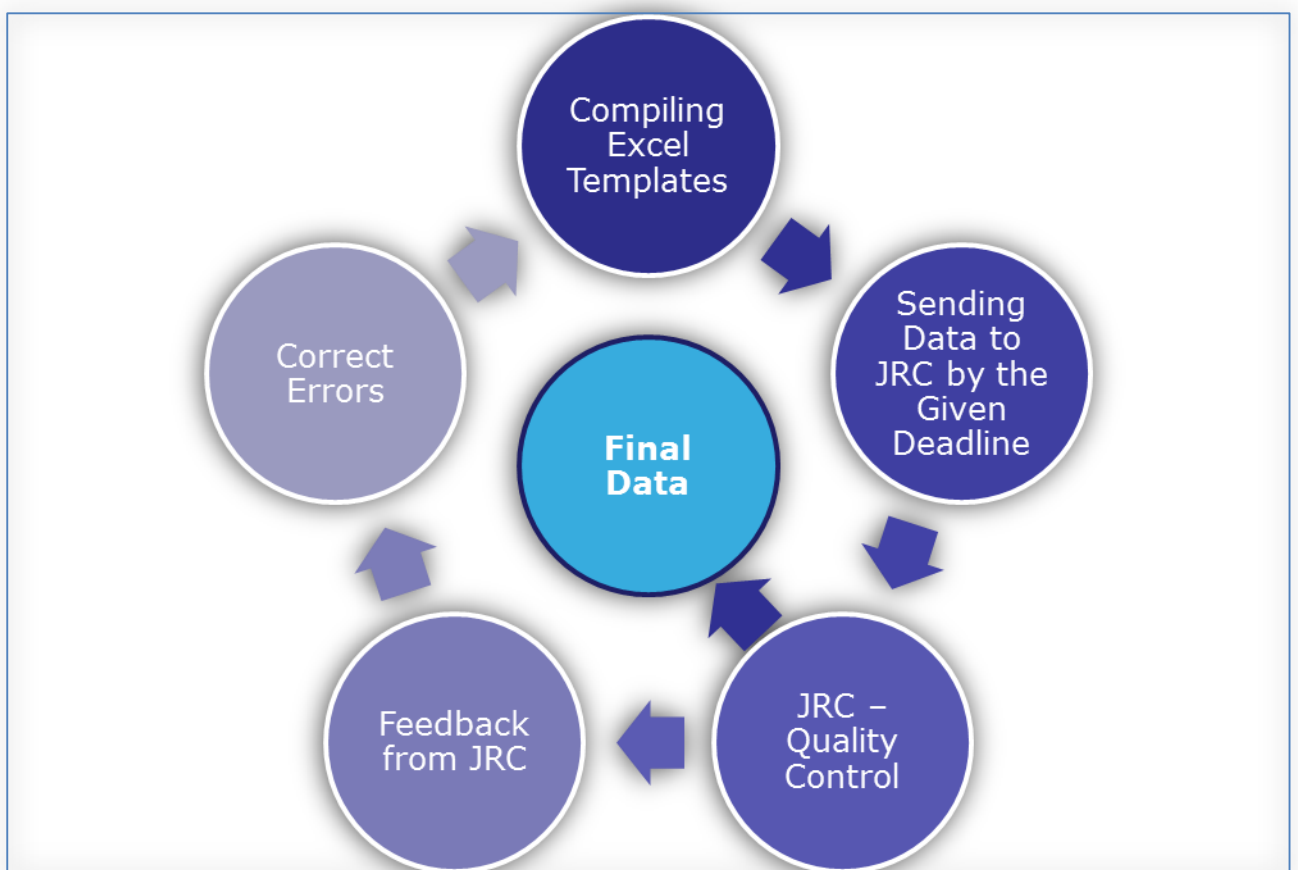 Compiling
Excel
Templates
Sending
Data to
JRC by the
Given
Deadline
JRC –
Quality
Control
Feedback
from JRC
Correct
Errors
Final
Data